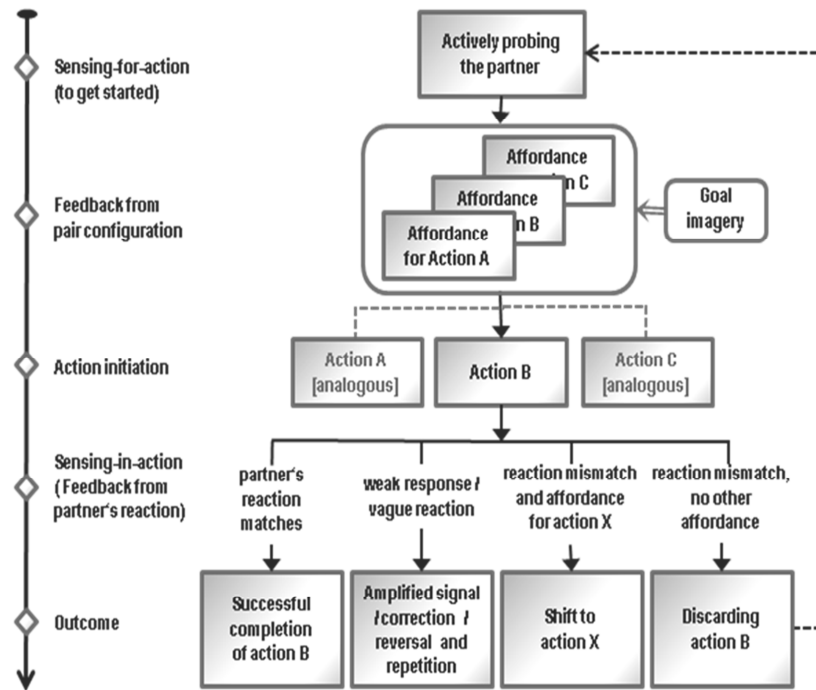 Actively probing
the partner
Sensing-for-action
(to get started)
Affordance
n C
Affordance
n B
Affordance
for Action A
Goal
imagery
Feedback from
pair configuration
Action initiation
Action A
[analogous]
Action B
Action C
[analogous]
Sensing-in-action
( Feedback from
partner's reaction)
partner's
reaction
matches
weak response /
vague reaction
reaction mismatch
and affordance
for action X
reaction mismatch,
no other
affordance
Outcome
Successful
completion
of action B
Amplified signal
/ correction /
reversal and
repetition
Shift to
action X
Discarding
action B